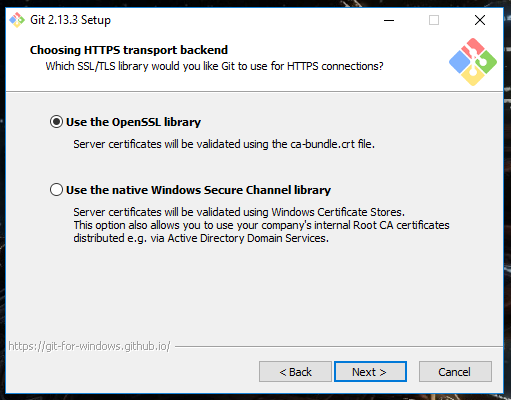 Git 2.13.3 Setup
Choosing HTTPS transport backend
Which SSL/TLS library would you like Git to use for HTTPS connections?
Use the OpenSSL library
Server certificates will be validated using the ca-bundle.crt file.
Use the native Windows Secure Channel library
Server certificates will be validated using Windows Certificate Stores.
This option also allows you to use your company's internal Root CA certificates
distributed e.g. via Active Directory Domain Services.
https://git-for-windows.github.io/
< Back
Next >
Cancel